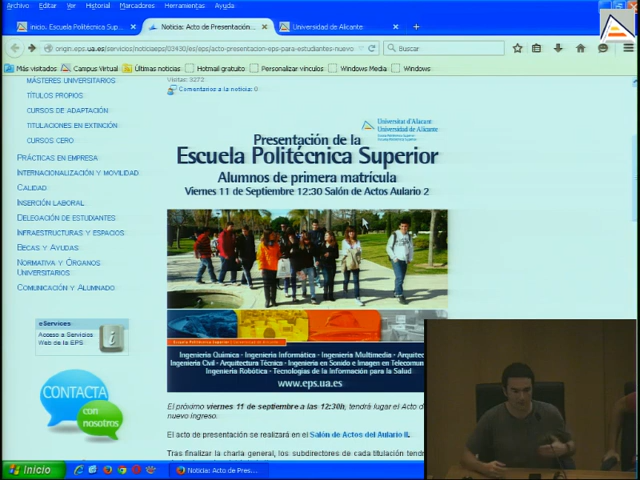 Archivo Editar Ver Historial Marcadores Herramientas Ayuda
inicio. Escuela Politécnica Sup...
Noticia: Acto de Presentación...
Universidad de Alicante
Buscar
Más visitados Campus Virtual Últimas noticias Hotmail gratuito Personalizar vínculos Windows Media Windows
MÁSTERES UNIVERSITARIOS
TÍTULOS PROPIOS
CURSOS DE ADAPTACIÓN
TITULACIONES EN EXTINCIÓN
CURSOS CERO
PRÁCTICAS EN EMPRESA
INTERNACIONALIZACIÓN Y MOVILIDAD
CALIDAD
INSERCIÓN LABORAL
DELEGACIÓN DE ESTUDIANTES
INFRAESTRUCTURAS Y ESPACIOS
BECAS Y AYUDAS
NORMATIVA Y ÓRGANOS
UNIVERSITARIOS
COMUNICACIÓN Y ALUMNADO
eServices
Acceso a Servicios
Web de la EPS
CONTACTA
con
nosotros
Visitas: 3272
Comentarios a la noticia: 0
Universitat d'Alacant
Universidad de Alicante
Presentación de la
Escuela Politécnica Superior
Alumnos de primera matrícula
Viernes 11 de Septiembre 12:30 Salón de Actos Aulario 2
Ingeniería Química - Ingeniería Informática - Ingeniería Multimedia - Arquitec
Ingeniería Civil - Arquitectura Técnica - Ingeniería en Sonido e Imagen en Telecomun
Ingeniería Robótica - Tecnologías de la Información para la Salud
www.eps.ua.es
El próximo viernes 11 de septiembre a las 12:30h, tendrá lugar el Acto d
nuevo ingreso.
El acto de presentación se realizará en el Salón de Actos del Aulario II.
Tras finalizar la charla general, los subdirectores de cada titulación tendr
Inicio
Noticia: Acto de Pres...